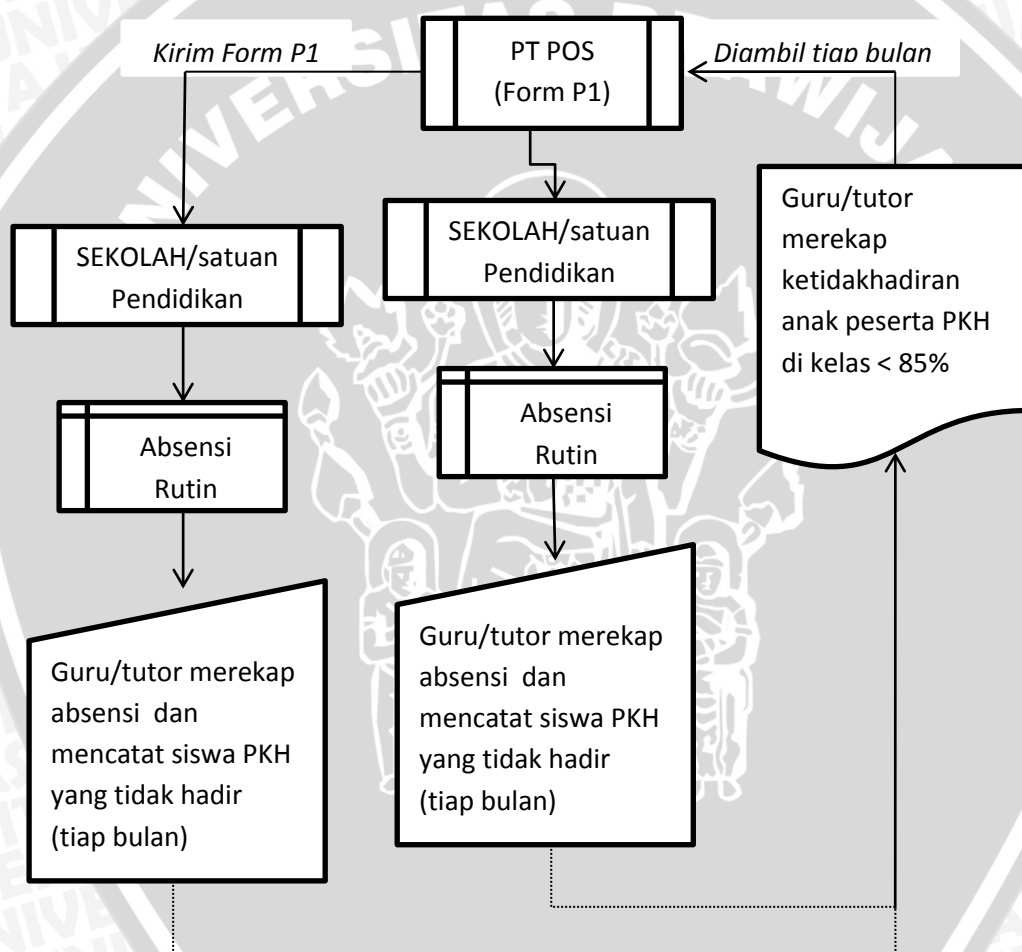 Kirim Form P1
PT POS
(Form P1)
Diambil tiap bulan
SEKOLAH/satuan
Pendidikan
SEKOLAH/satuan
Pendidikan
Guru/tutor
merekap
ketidakhadiran
anak peserta PKH
di kelas < 85%
Absensi
Rutin
Absensi
Rutin
Guru/tutor merekap
absensi dan
mencatat siswa PKH
yang tidak hadir
(tiap bulan)
Guru/tutor merekap
absensi dan
mencatat siswa PKH
yang tidak hadir
(tiap bulan)